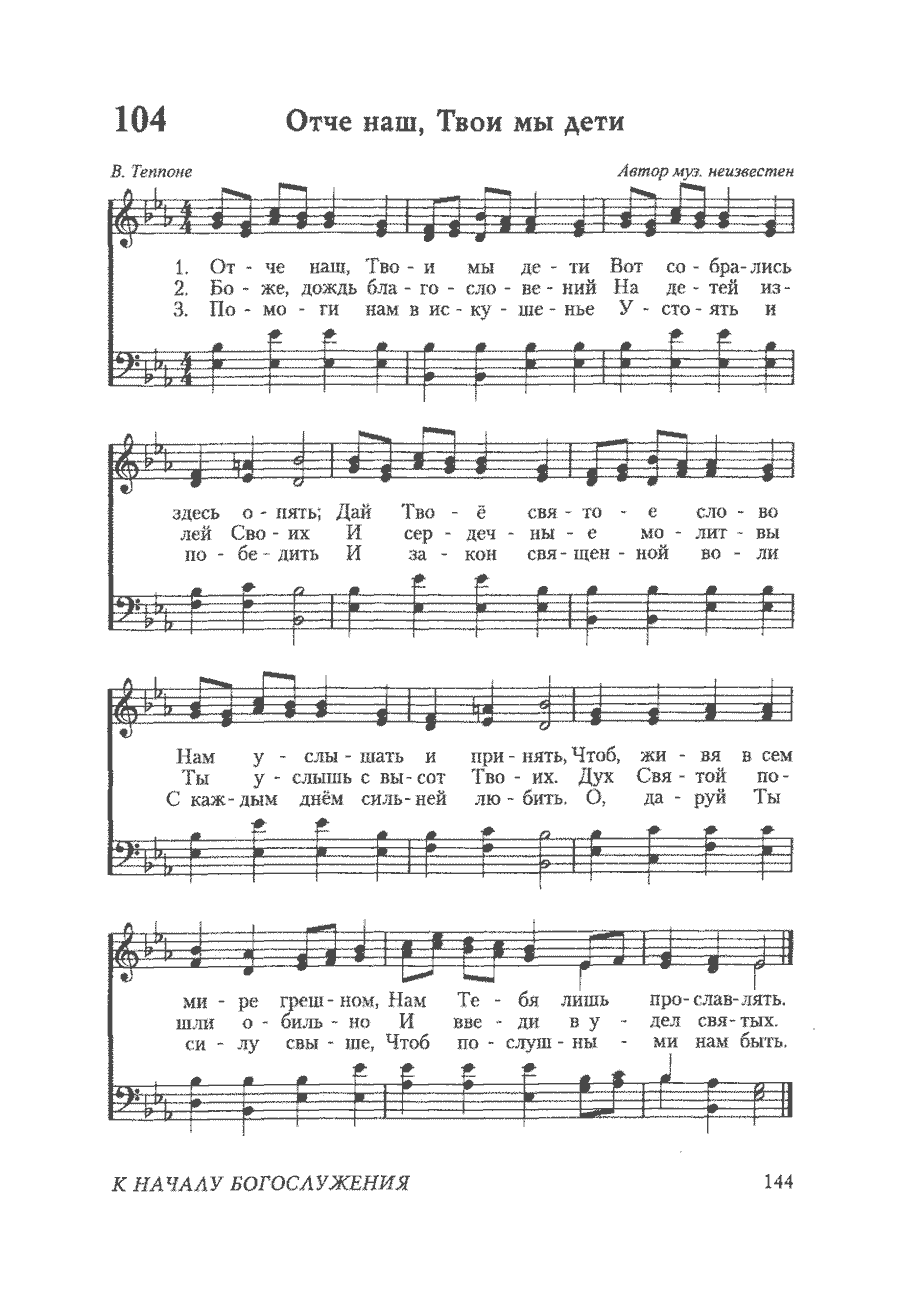 104 Отче наш, Твои мы дети
В. Теппоне Автор муз. неизвестен
1. От - че наш, Тво - и мы де - ти Вот со - бра-лись
2. Бо - же, дождь бла - го - сло - ве - ний На де - тей из-
3. По - мо - ги нам в ис - ку - ше - нье У - сто - ять и
здесь о - пять; Дай Тво - ё свя - то - е сло - во
лей Сво - их И сер - деч - ны - е мо - лит - вы
по - бе - дить И за - кон свя - щен - ной во - ли
Нам у - слы - шать и при - нять, Чтоб, жи - вя в сем
Ты у - слышь с вы - сот Тво - их. Дух Свя - той по-
С каж - дым днём силь - ней лю - бить. О, да - руй Ты
ми - ре греш - ном, Нам Те - бя лишь про - слав - лять.
шли о - биль - но И вве - ди в у - дел свя - тых.
си - лу свы - ше, Чтоб по - слуш - ны - ми нам быть.
К НАЧАЛУ БОГОСЛУЖЕНИЯ 144